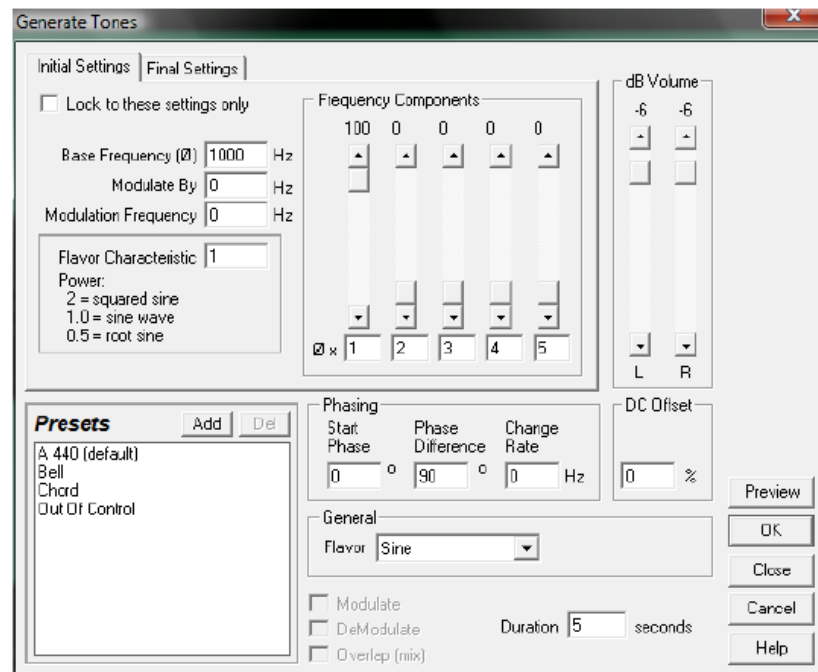 Generate Tones
Initial Settings
Final Settings
Lock to these settings only
Base Frequency (Ø) 1000 Hz
Modulate By 0 Hz
Modulation Frequency 0 Hz
Flavor Characteristic 1
Power:
2 = squared sine
1.0 = sine wave
0.5 = root sine
Frequency Components
100 0 0 0 0
Ø x 1 2 3 4 5
dB Volume
-6 -6
L R
Presets Add Del
A 440 (default)
Bell
Chord
Out Of Control
Phasing
Start Phase
Phase Difference
Change Rate
0 º 90 º 0 Hz
DC Offset
0 %
General
Flavor Sine
Modulate
DeModulate
Overlap (mix)
Duration 5 seconds
Preview
OK
Close
Cancel
Help